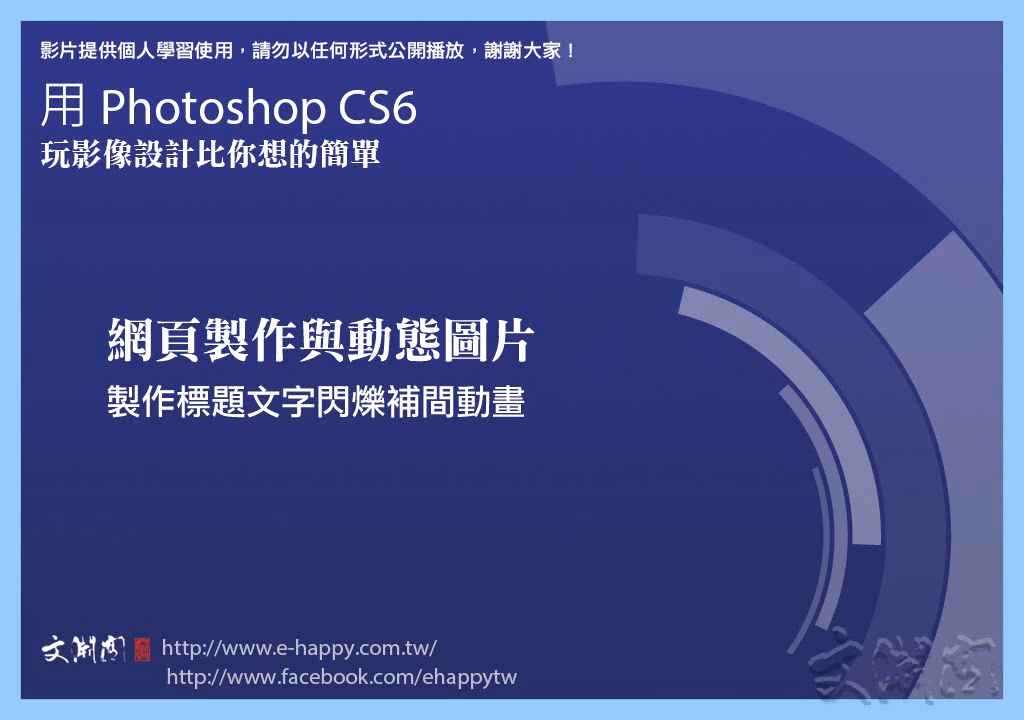 影片提供個人學習使用，請勿以任何形式公開播放，謝謝大家！
用 Photoshop CS6
玩影像設計比你想的簡單
網頁製作與動態圖片
製作標題文字閃爍補間動畫
文淵閣 http://www.e-happy.com.tw/
http://www.facebook.com/ehappytw
文淵閣